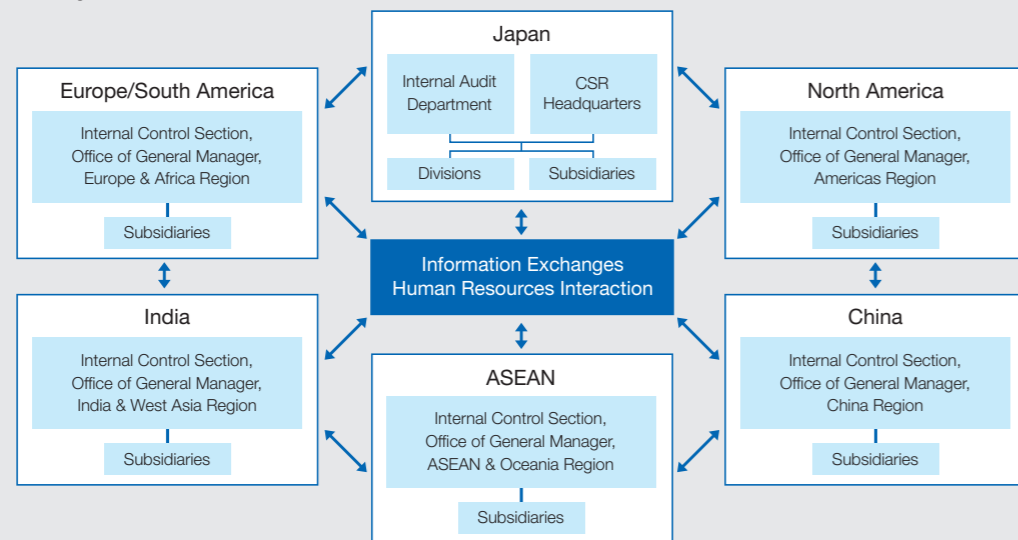 Japan
Internal Audit
Department
CSR
Headquarters
Divisions
Subsidiaries
Europe/South America
Internal Control Section,
Office of General Manager,
Europe & Africa Region
Subsidiaries
North America
Internal Control Section,
Office of General Manager,
Americas Region
Subsidiaries
Information Exchanges
Human Resources Interaction
India
Internal Control Section,
Office of General Manager,
India & West Asia Region
Subsidiaries
ASEAN
Internal Control Section,
Office of General Manager,
ASEAN & Oceania Region
Subsidiaries
China
Internal Control Section,
Office of General Manager,
China Region
Subsidiaries